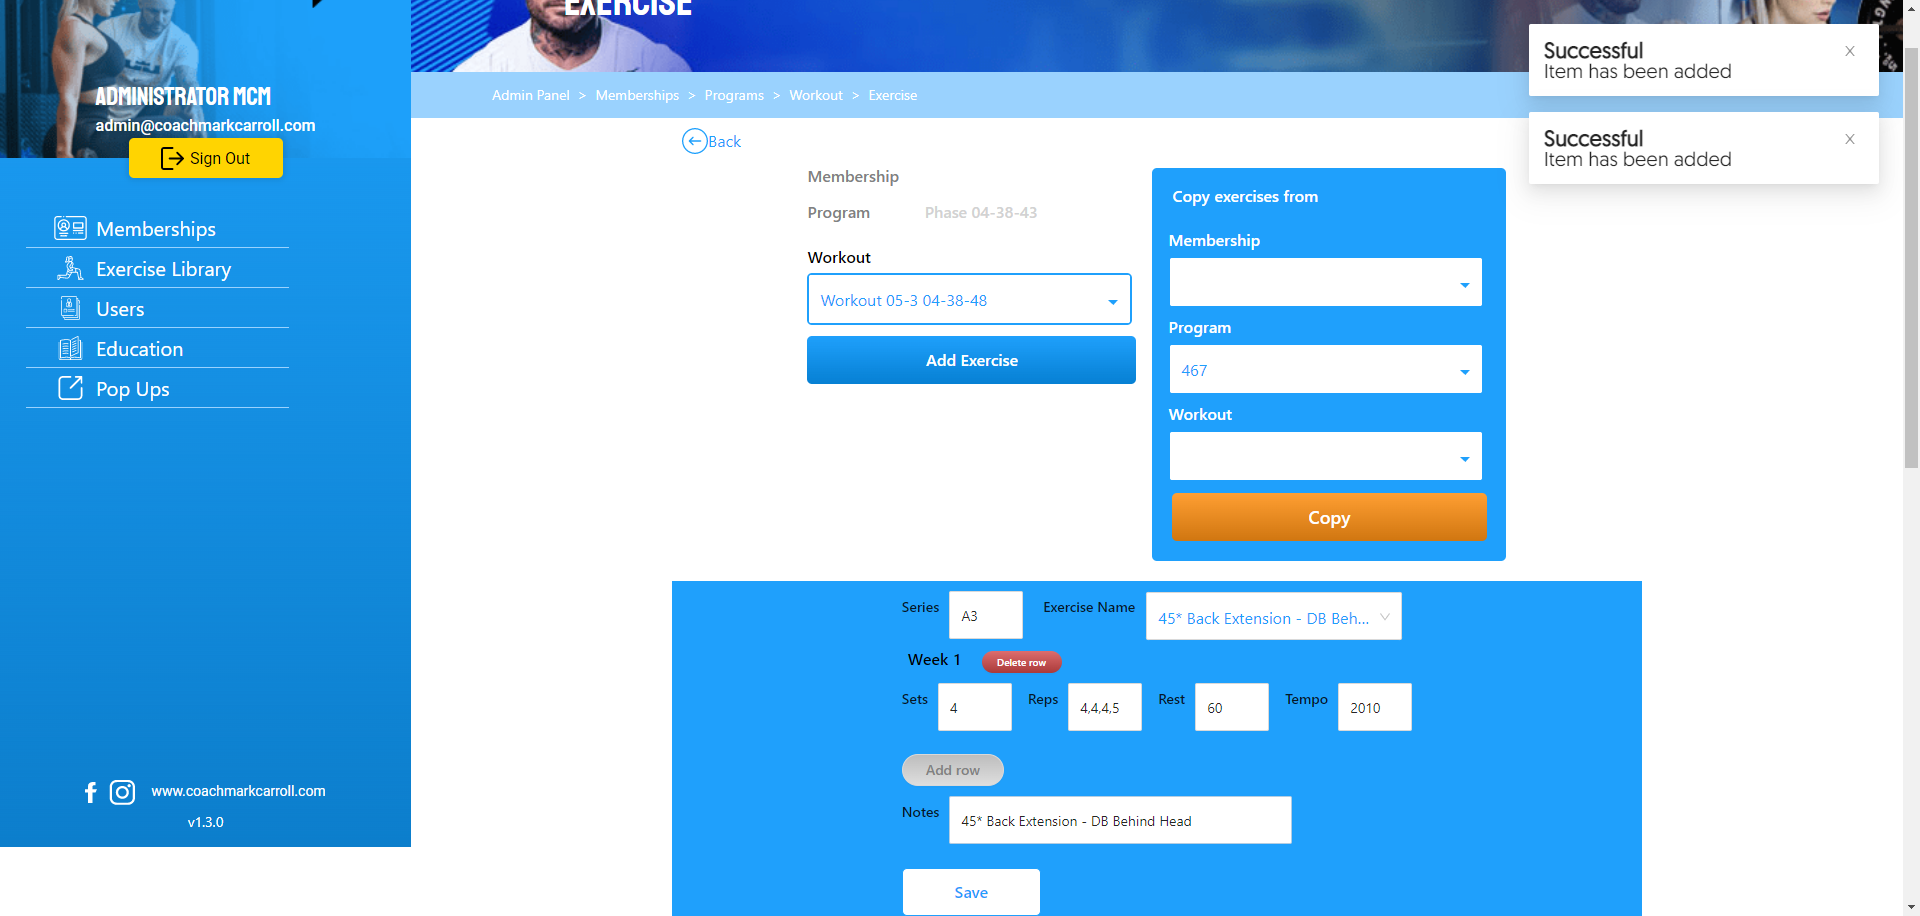 EXERCISE
ADMINISTRATOR MCM
admin@coachmarkcarroll.com
Sign Out
Memberships
Exercise Library
Users
Education
Pop Ups
www.coachmarkcarroll.com
v1.3.0
Admin Panel > Memberships > Programs > Workout > Exercise
Back
Membership
Program Phase 04-38-43
Workout
Workout 05-3 04-38-48
Add Exercise
Copy exercises from
Membership
Program
467
Workout
Copy
Successful
Item has been added
X
Successful
Item has been added
X
Series A3 Exercise Name 45* Back Extension - DB Beh...
Week 1 Delete row
Sets 4 Reps 4,4,4,5 Rest 60 Tempo 2010
Add row
Notes 45* Back Extension - DB Behind Head
Save